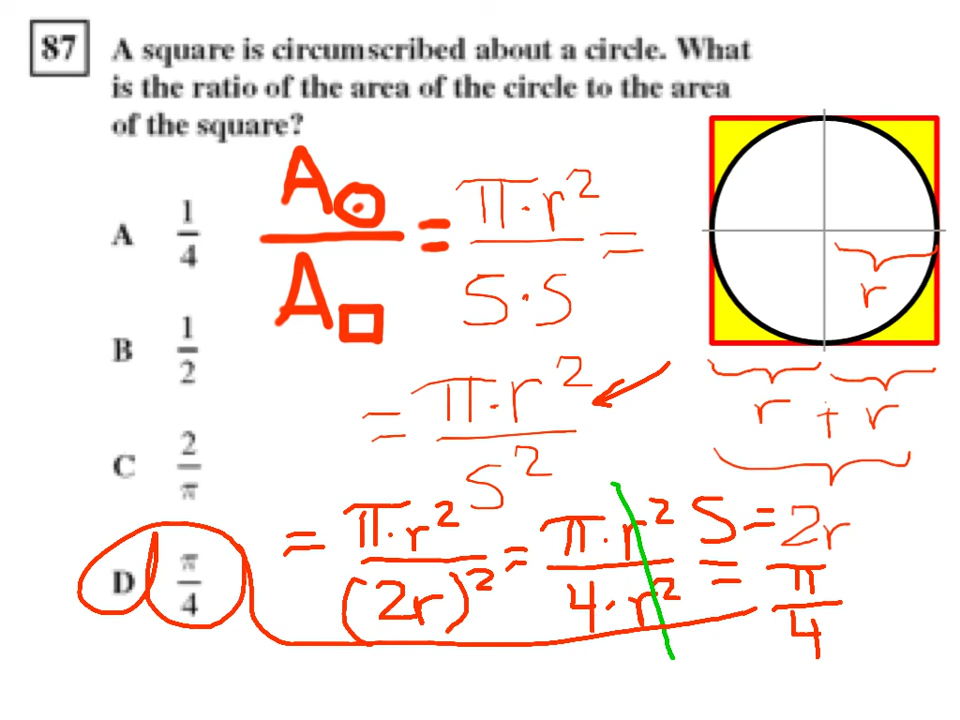 87 A square is circumscribed about a circle. What
is the ratio of the area of the circle to the area
of the square?
A 1/4
B 1/2
C 2/π
D π/4
A⊙/A□ = π·r²/S·S =
= π·r²/S²
r
r + r
S = 2r
= π·r²/(2r)² = π·r²/4·r² = π/4